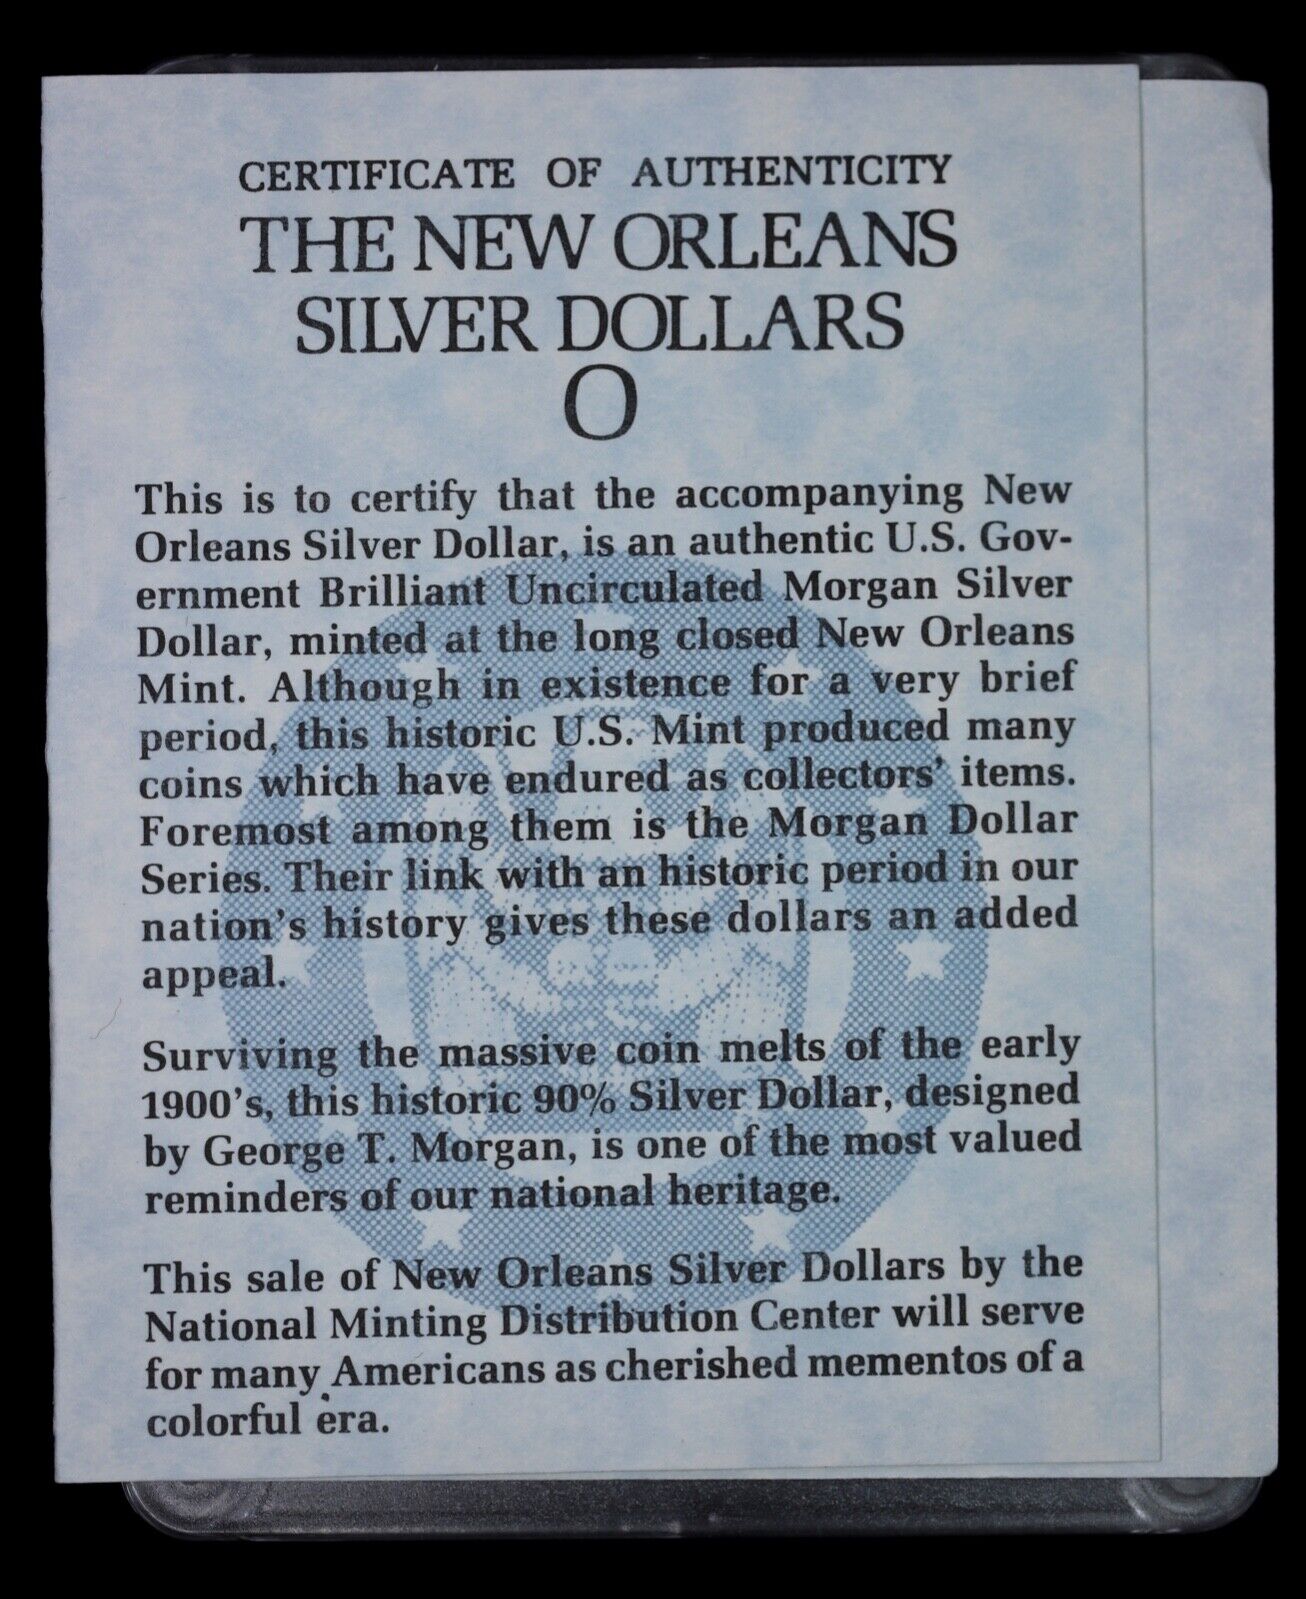 CERTIFICATE OF AUTHENTICITY
THE NEW ORLEANS
SILVER DOLLARS
O
This is to certify that the accompanying New
Orleans Silver Dollar, is an authentic U.S. Gov-
ernment Brilliant Uncirculated Morgan Silver
Dollar, minted at the long closed New Orleans
Mint. Although in existence for a very brief
period, this historic U.S. Mint produced many
coins which have endured as collectors' items.
Foremost among them is the Morgan Dollar
Series. Their link with an historic period in our
nation's history gives these dollars an added
appeal.
Surviving the massive coin melts of the early
1900's, this historic 90% Silver Dollar, designed
by George T. Morgan, is one of the most valued
reminders of our national heritage.
This sale of New Orleans Silver Dollars by the
National Minting Distribution Center will serve
for many Americans as cherished mementos of a
colorful era.